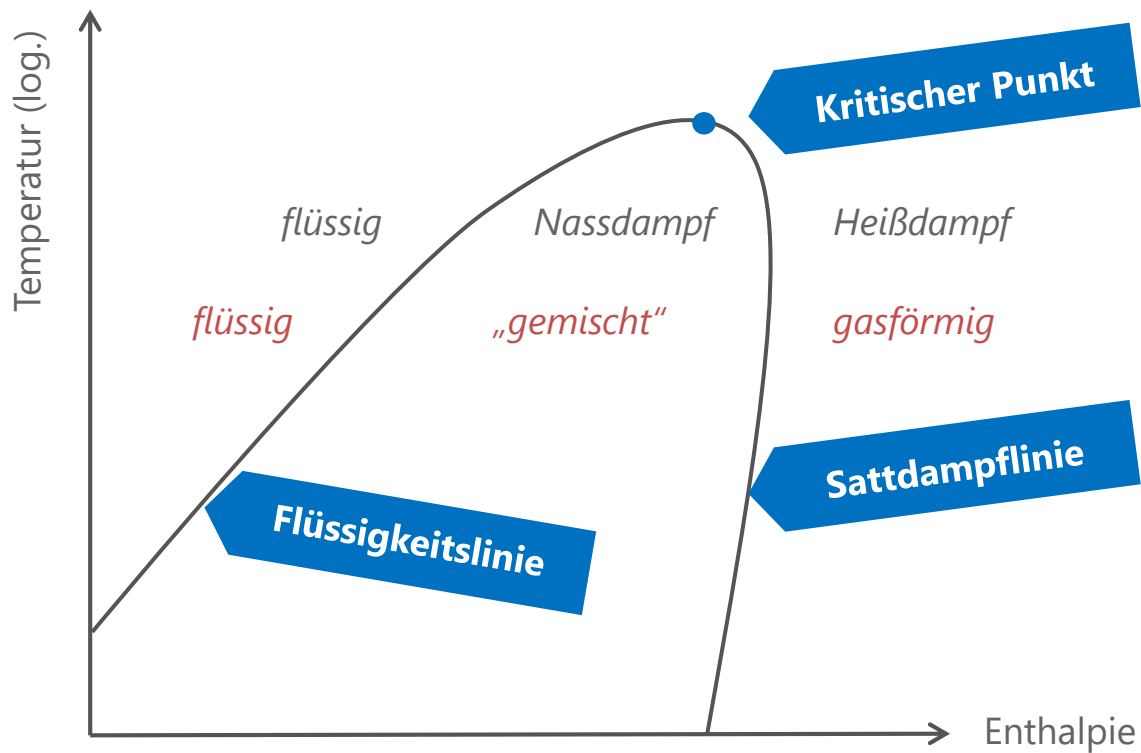 Temperatur (log.)
Kritischer Punkt
flüssig
Nassdampf
Heißdampf
flüssig
„gemischt“
gasförmig
Sattdampflinie
Flüssigkeitslinie
Enthalpie